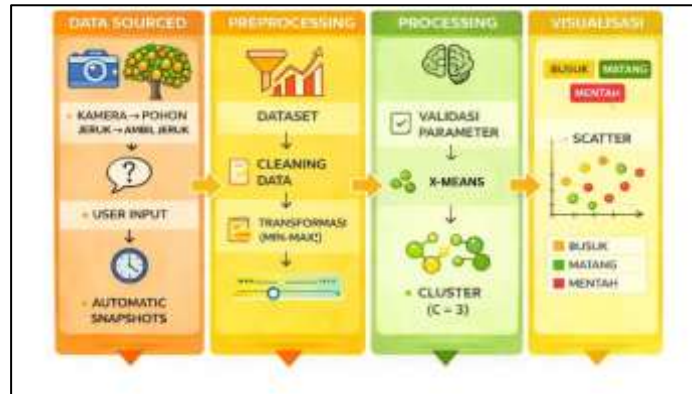 DATA SOURCED
• KAMERA → POHON
JERUK → AMBIL JERUK
?
• USER INPUT
• AUTOMATIC
SNAPSHOTS
PREPROCESSING
DATASET
CLEANING
DATA
TRANSFORMASI
(MIN-MAX)
PROCESSING
VALIDASI
PARAMETER
X-MEANS
• CLUSTER
(C = 3)
VISUALISASI
BUSUK MATANG
MENTAH
SCATTER
BUSUK
MATANG
MENTAH